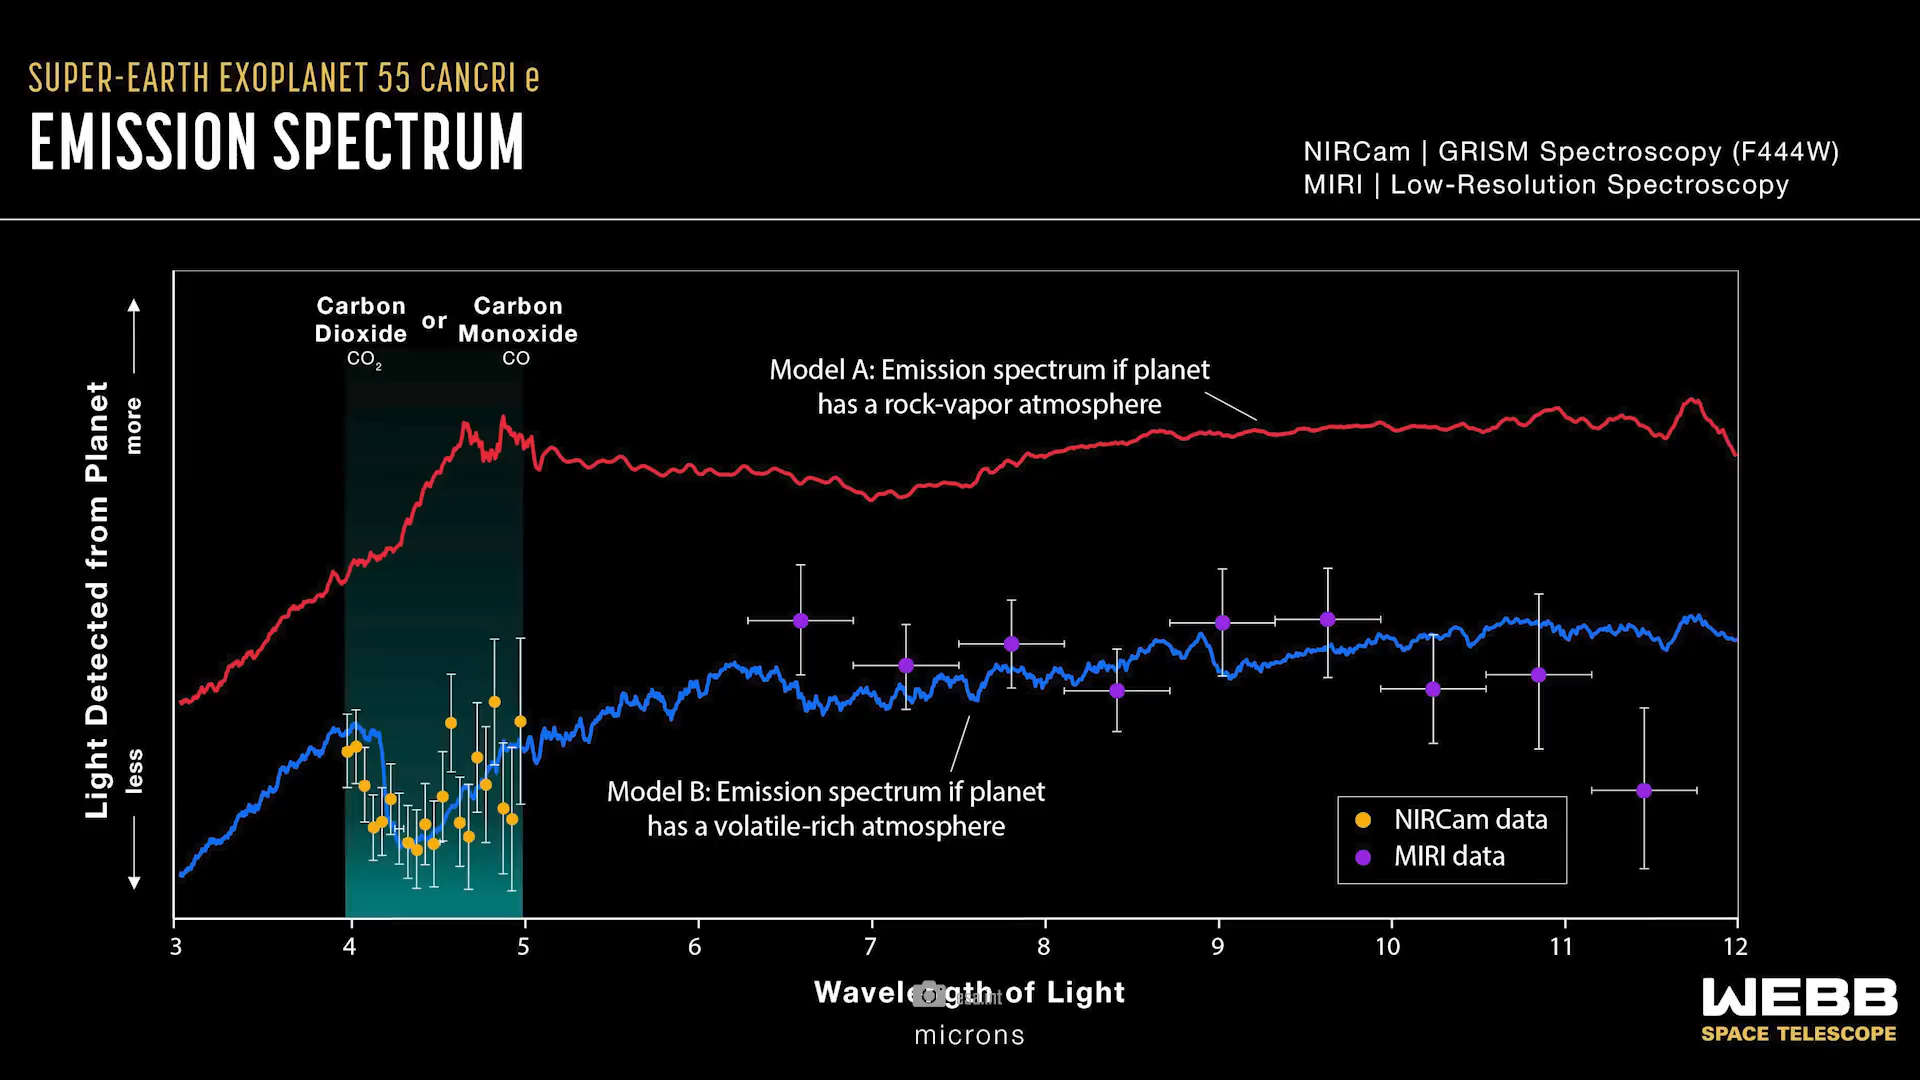 SUPER-EARTH EXOPLANET 55 CANCRI e
EMISSION SPECTRUM
NIRCam | GRISM Spectroscopy (F444W)
MIRI | Low-Resolution Spectroscopy
Carbon Dioxide
CO₂
or
Carbon Monoxide
CO
Model A: Emission spectrum if planet
has a rock-vapor atmosphere
Light Detected from Planet
more
less
Model B: Emission spectrum if planet
has a volatile-rich atmosphere
NIRCam data
MIRI data
3 4 5 6 7 8 9 10 11 12
Wavelength of Light
esa.int
microns
WEBB
SPACE TELESCOPE